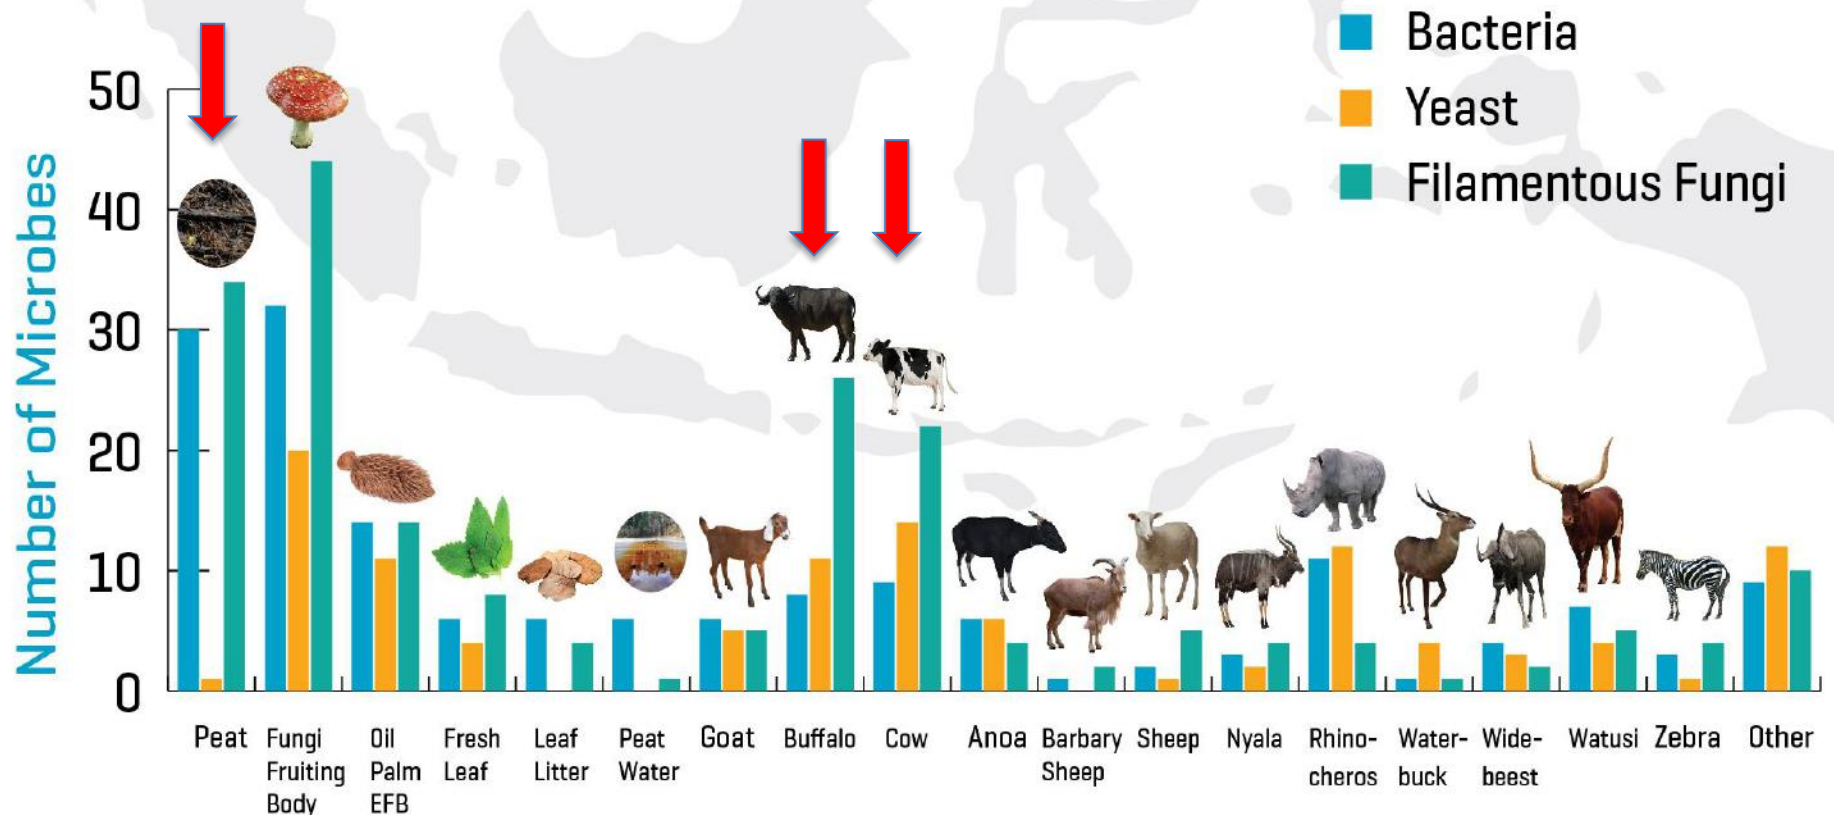 Bacteria
Yeast
Filamentous Fungi
Number of Microbes
50
40
30
20
10
0
Peat
Fungi
Fruiting
Body
Oil
Palm
EFB
Fresh
Leaf
Leaf
Litter
Peat
Water
Goat
Buffalo
Cow
Anoa
Barbary
Sheep
Sheep
Nyala
Rhino-
cheros
Water-
buck
Wide-
beest
Watusi
Zebra
Other